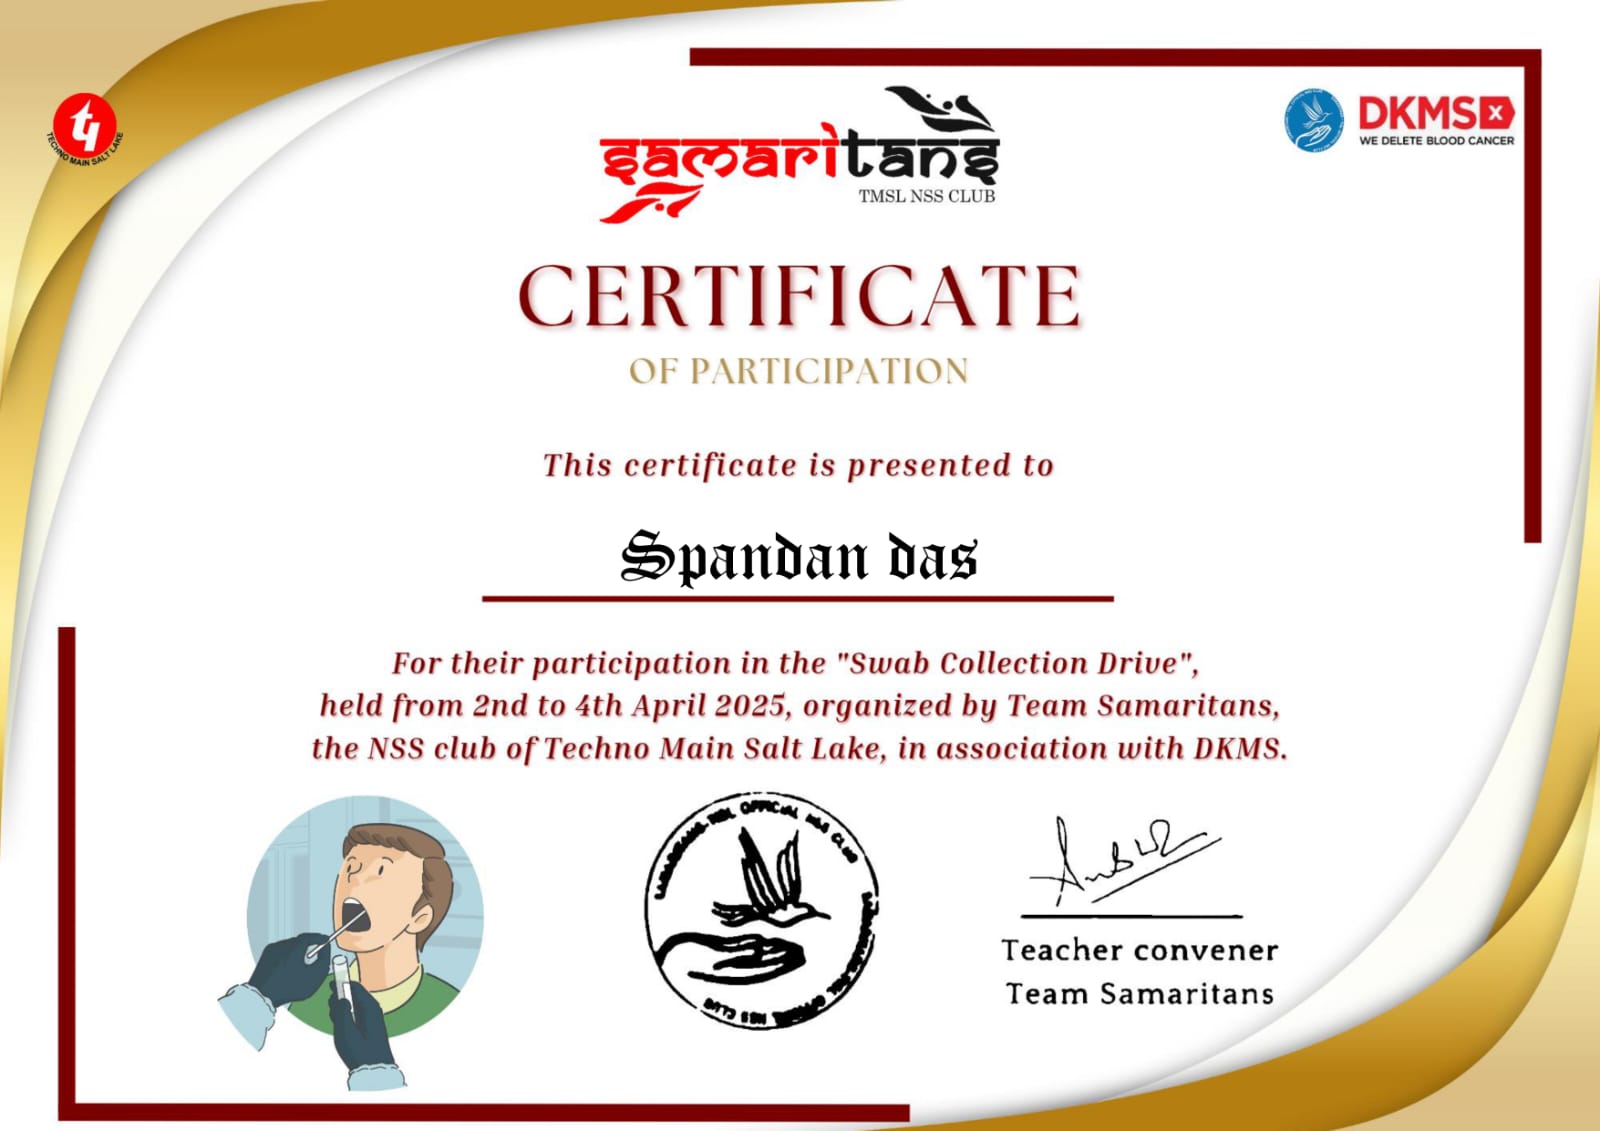 TECHNO MAIN SALT LAKE
samaritans
TMSL NSS CLUB
DKMS x
WE DELETE BLOOD CANCER
CERTIFICATE
OF PARTICIPATION
This certificate is presented to
Spandan das
For their participation in the "Swab Collection Drive",
held from 2nd to 4th April 2025, organized by Team Samaritans,
the NSS club of Techno Main Salt Lake, in association with DKMS.
OFFICIAL NSS CLUB
NSS CLUB
Teacher convener
Team Samaritans